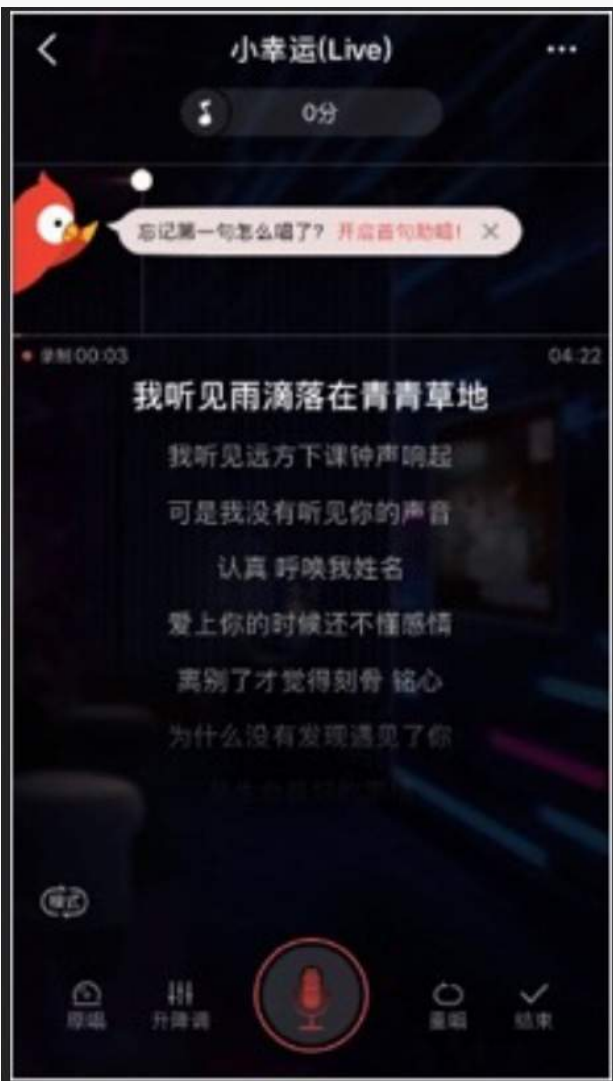 小幸运(Live)
0分
忘记第一句怎么唱了? 开启首句助唱! ×
录制 00:03 04:22
我听见雨滴落在青青草地
我听见远方下课钟声响起
可是我没有听见你的声音
认真 呼唤我姓名
爱上你的时候还不懂感情
离别了才觉得刻骨 铭心
为什么没有发现遇见了你
模式
原唱 升降调 重唱 结束